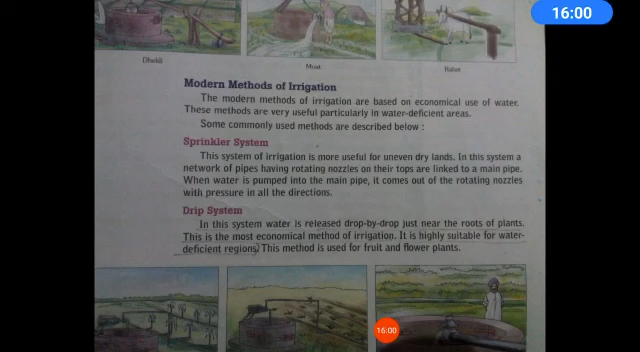 16:00
Dhekli
Moat
Rahat
Modern Methods of Irrigation
The modern methods of irrigation are based on economical use of water.
These methods are very useful particularly in water-deficient areas.
Some commonly used methods are described below :
Sprinkler System
This system of irrigation is more useful for uneven dry lands. In this system a
network of pipes having rotating nozzles on their tops are linked to a main pipe.
When water is pumped into the main pipe, it comes out of the rotating nozzles
with pressure in all the directions.
Drip System
In this system water is released drop-by-drop just near the roots of plants.
This is the most economical method of irrigation. It is highly suitable for water-
deficient regions. This method is used for fruit and flower plants.
16:00